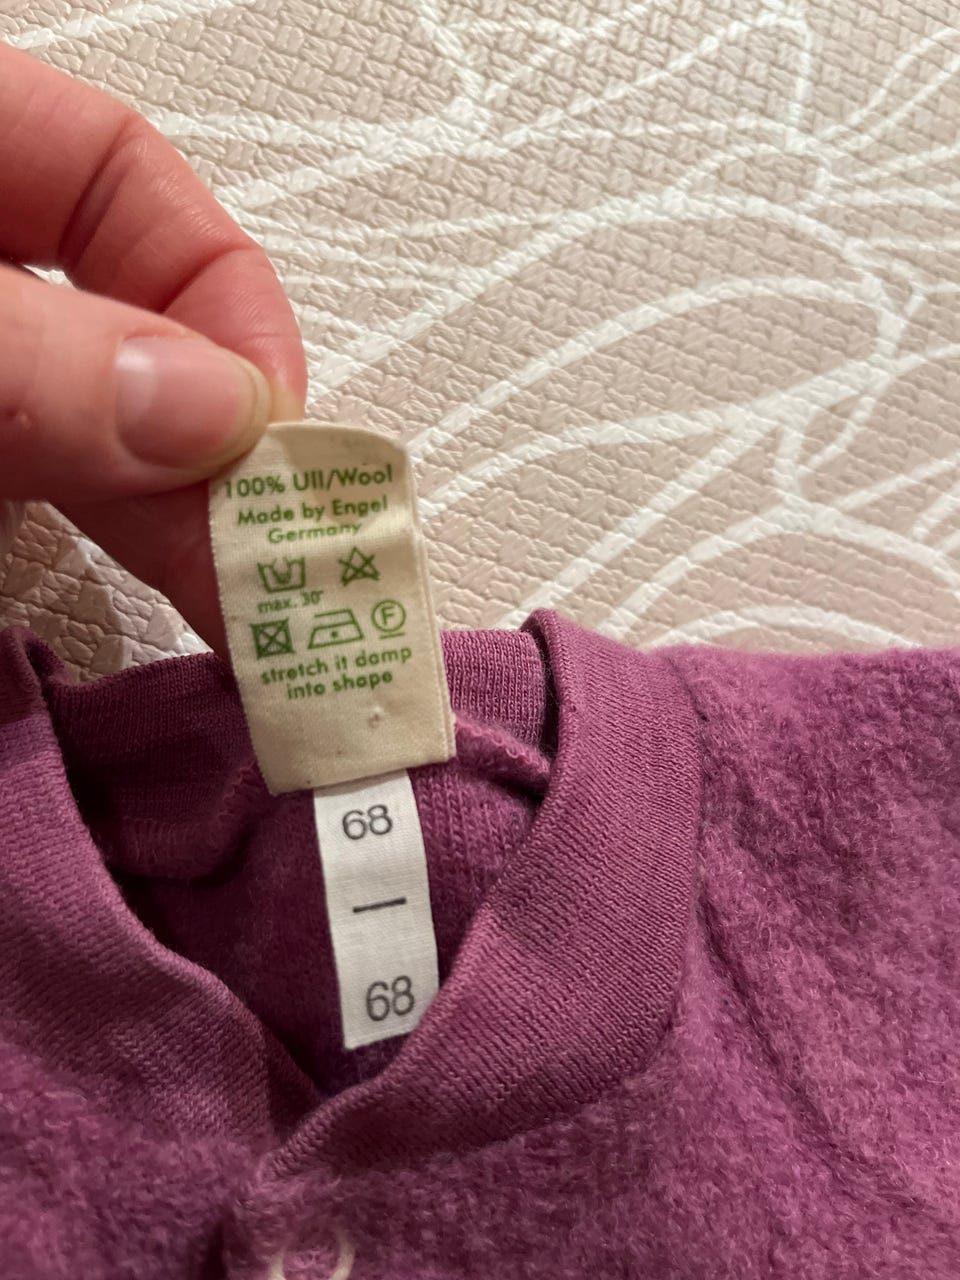 100% Ull/Wool
Made by Engel
Germany
max. 30°
F
stretch it damp
into shape
68
68